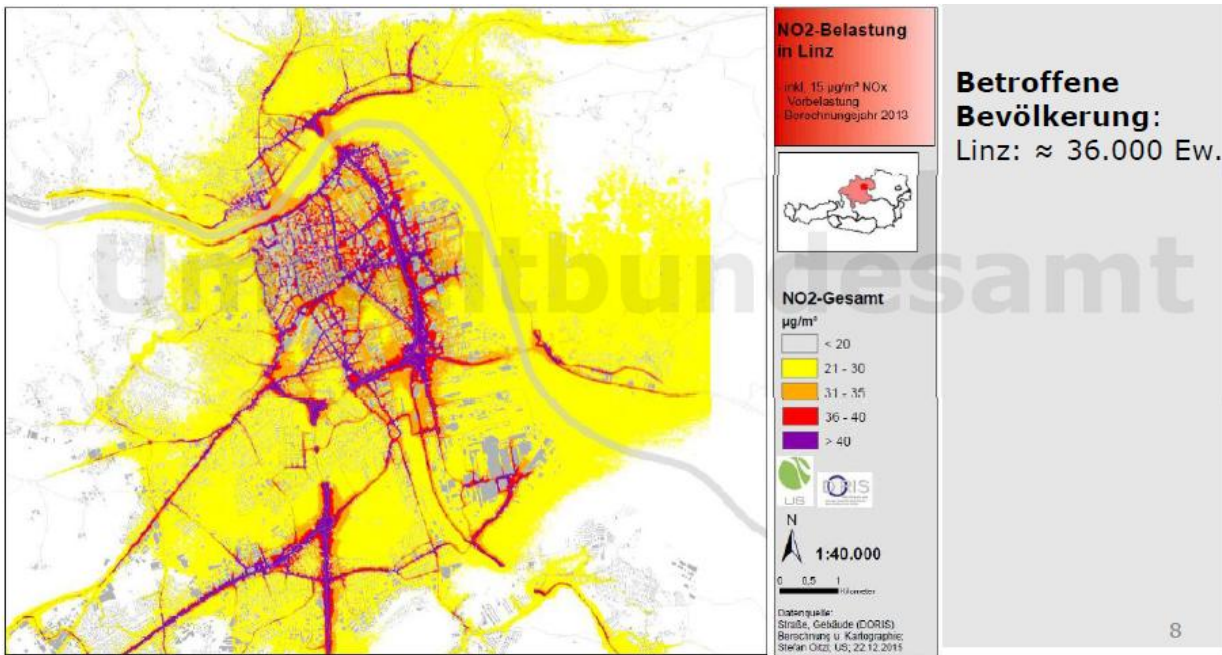 NO2-Belastung
in Linz
- inkl. 15 µg/m³ NOx
Vorbelastung
- Berechnungsjahr 2013
Betroffene
Bevölkerung:
Linz: ≈ 36.000 Ew.
Umweltbundesamt
NO2-Gesamt
µg/m³
< 20
21 - 30
31 - 35
36 - 40
> 40
US
DORIS
N
1:40.000
0 0,5 1
Kilometer
Datenquelle:
Straße, Gebäude (DORIS)
Berechnung u. Kartographie:
Stefan Oitzl, US; 22.12.2015
8